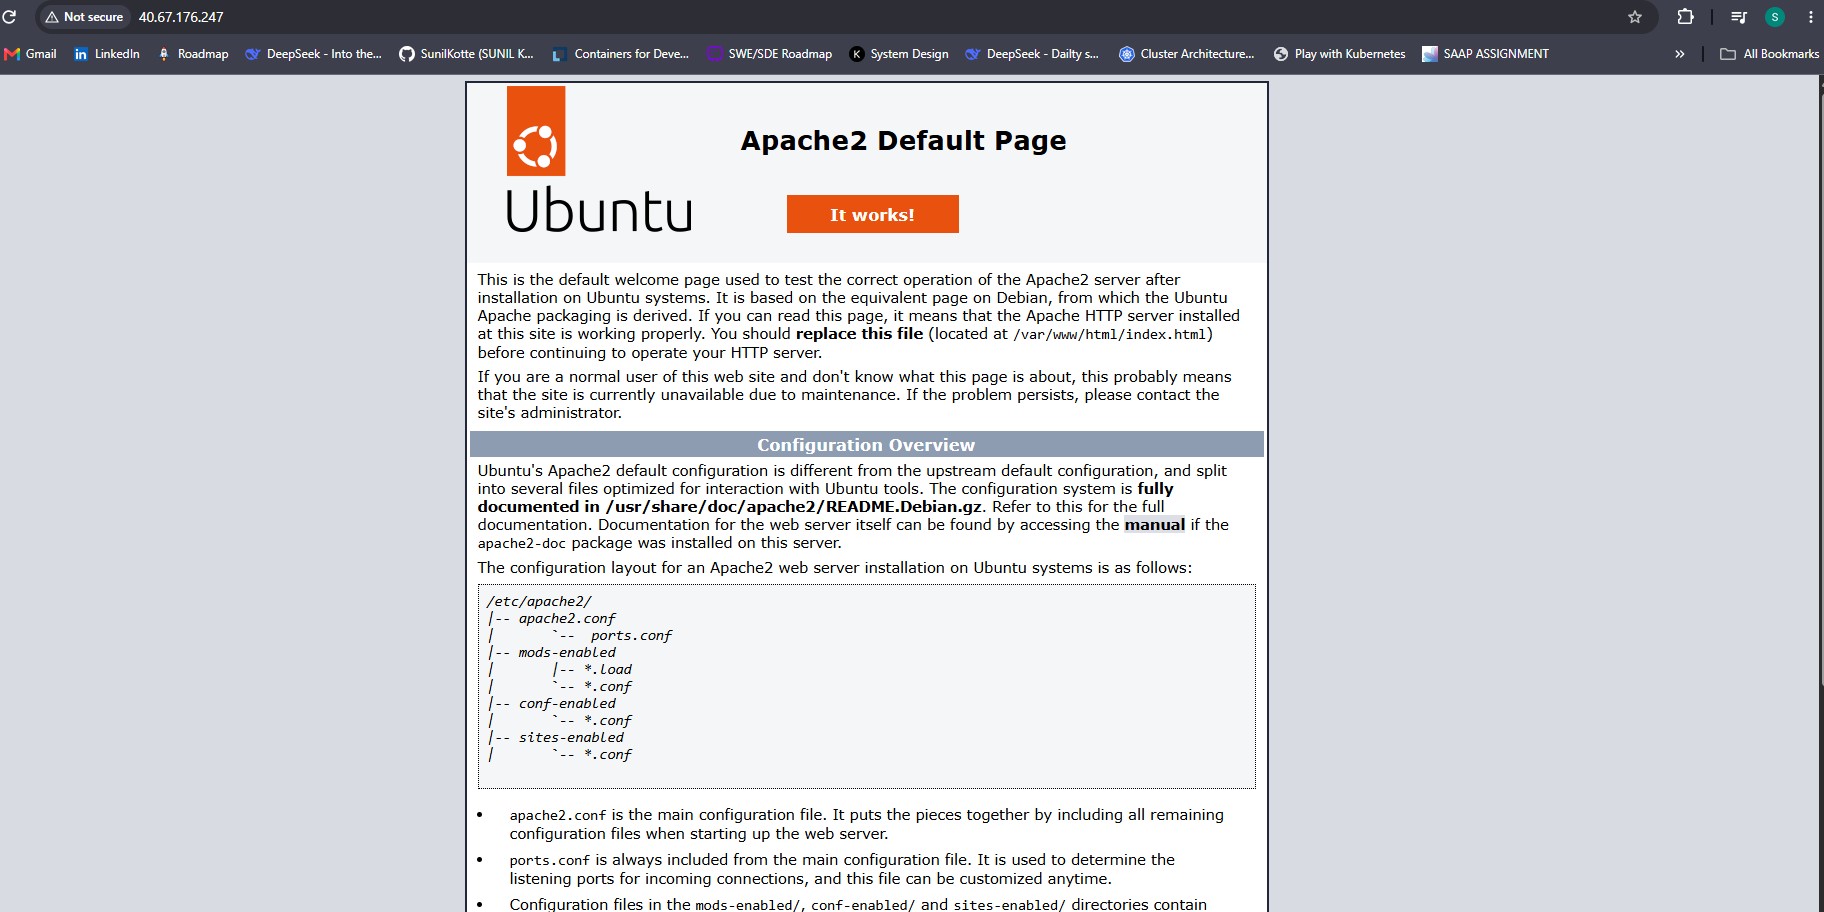 Not secure 40.67.176.247 S
Gmail LinkedIn Roadmap DeepSeek - Into the... SunilKotte (SUNIL K... Containers for Deve... SWE/SDE Roadmap K System Design DeepSeek - Dailty s... Cluster Architecture... Play with Kubernetes SAAP ASSIGNMENT » All Bookmarks
Apache2 Default Page
Ubuntu
It works!
This is the default welcome page used to test the correct operation of the Apache2 server after
installation on Ubuntu systems. It is based on the equivalent page on Debian, from which the Ubuntu
Apache packaging is derived. If you can read this page, it means that the Apache HTTP server installed
at this site is working properly. You should replace this file (located at /var/www/html/index.html)
before continuing to operate your HTTP server.
If you are a normal user of this web site and don't know what this page is about, this probably means
that the site is currently unavailable due to maintenance. If the problem persists, please contact the
site's administrator.
Configuration Overview
Ubuntu's Apache2 default configuration is different from the upstream default configuration, and split
into several files optimized for interaction with Ubuntu tools. The configuration system is fully
documented in /usr/share/doc/apache2/README.Debian.gz. Refer to this for the full
documentation. Documentation for the web server itself can be found by accessing the manual if the
apache2-doc package was installed on this server.
The configuration layout for an Apache2 web server installation on Ubuntu systems is as follows:
/etc/apache2/
|-- apache2.conf
|       `--  ports.conf
|-- mods-enabled
|       |-- *.load
|       `-- *.conf
|-- conf-enabled
|       `-- *.conf
|-- sites-enabled
|       `-- *.conf
• apache2.conf is the main configuration file. It puts the pieces together by including all remaining
configuration files when starting up the web server.
• ports.conf is always included from the main configuration file. It is used to determine the
listening ports for incoming connections, and this file can be customized anytime.
• Configuration files in the mods-enabled/, conf-enabled/ and sites-enabled/ directories contain